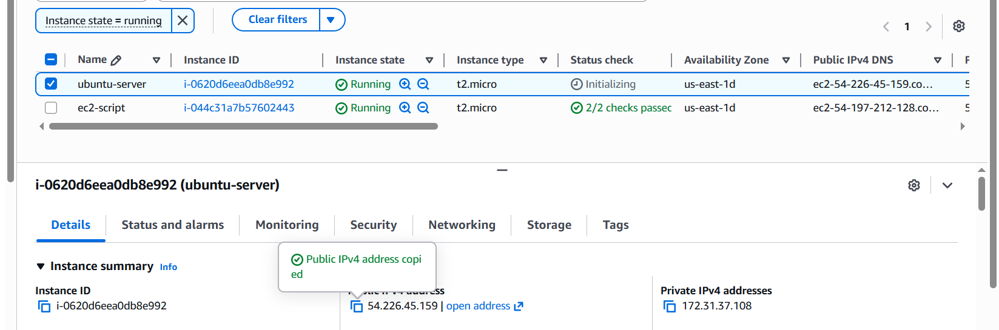 Instance state = running
Clear filters
1
Name Instance ID Instance state Instance type Status check Availability Zone Public IPv4 DNS
ubuntu-server i-0620d6eea0db8e992 Running t2.micro Initializing us-east-1d ec2-54-226-45-159.co… 5
ec2-script i-044c31a7b57602443 Running t2.micro 2/2 checks passed us-east-1d ec2-54-197-212-128.co… 5
i-0620d6eea0db8e992 (ubuntu-server)
Details Status and alarms Monitoring Security Networking Storage Tags
Public IPv4 address copi
ed
Instance summary Info
Instance ID
i-0620d6eea0db8e992
Public IPv4 address
54.226.45.159 | open address
Private IPv4 addresses
172.31.37.108